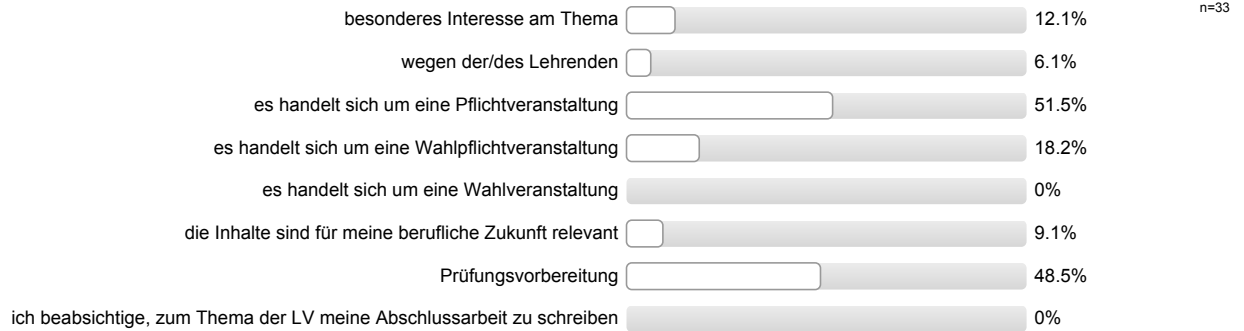 besonderes Interesse am Thema 12.1% n=33
wegen der/des Lehrenden 6.1%
es handelt sich um eine Pflichtveranstaltung 51.5%
es handelt sich um eine Wahlpflichtveranstaltung 18.2%
es handelt sich um eine Wahlveranstaltung 0%
die Inhalte sind für meine berufliche Zukunft relevant 9.1%
Prüfungsvorbereitung 48.5%
ich beabsichtige, zum Thema der LV meine Abschlussarbeit zu schreiben 0%